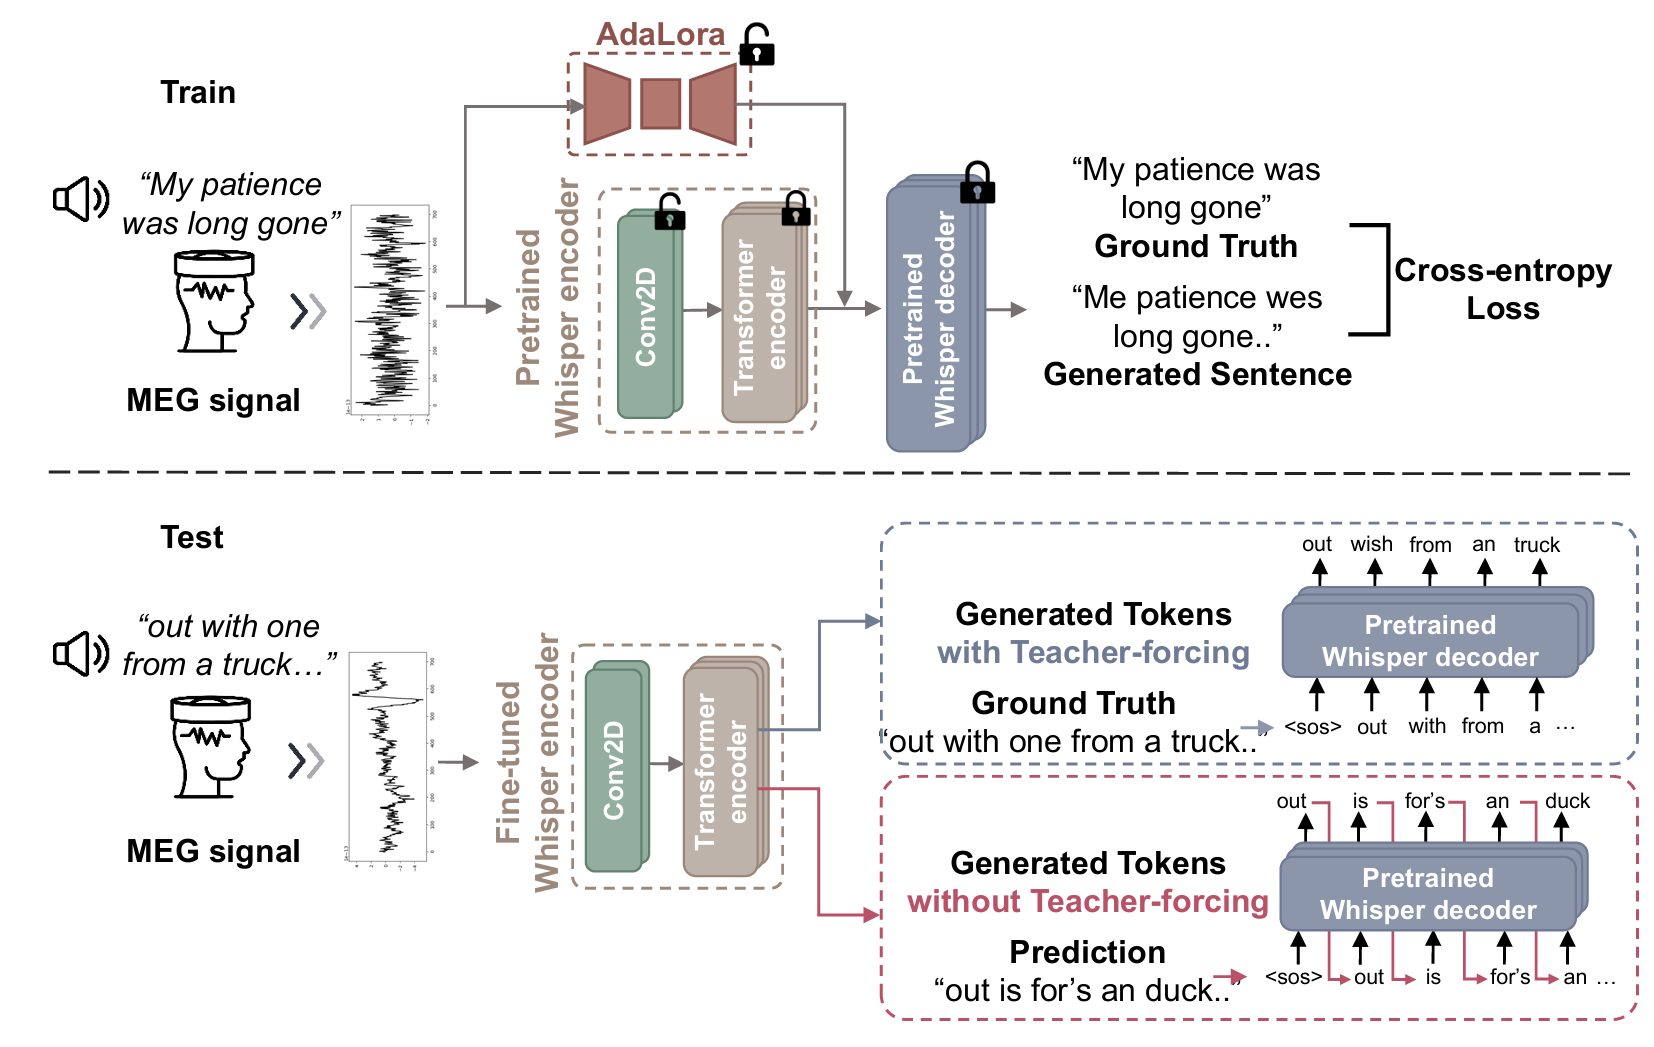 AdaLora
Train
“My patience
was long gone”
MEG signal
Pretrained
Whisper encoder
Conv2D
Transformer
encoder
Pretrained
Whisper decoder
“My patience was
long gone”
Ground Truth
“Me patience wes
long gone..”
Generated Sentence
Cross-entropy
Loss
Test
“out with one
from a truck…”
MEG signal
Fine-tuned
Whisper encoder
Conv2D
Transformer
encoder
Generated Tokens
with Teacher-forcing
Ground Truth
“out with one from a truck..”
out wish from an truck
Pretrained
Whisper decoder
<sos> out with from a …
Generated Tokens
without Teacher-forcing
Prediction
“out is for’s an duck..”
out is for’s an duck
Pretrained
Whisper decoder
<sos> out is for’s an …